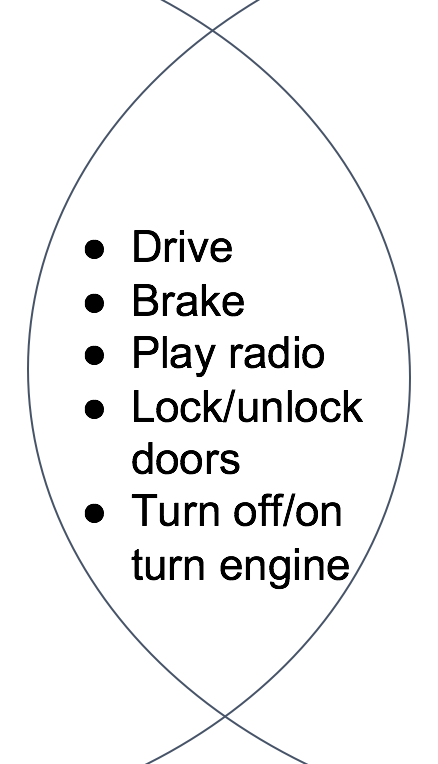 ● Drive
● Brake
● Play radio
● Lock/unlock
doors
● Turn off/on
turn engine